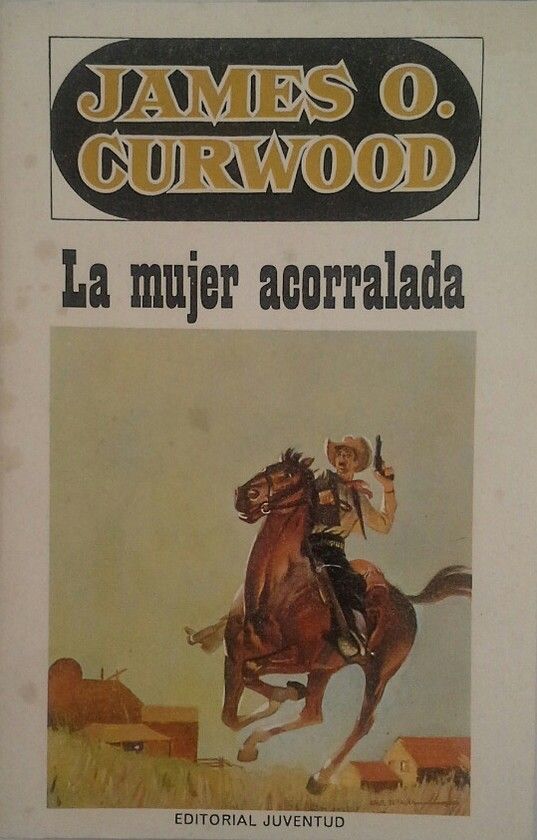 JAMES O.
CURWOOD
La mujer acorralada
EDITORIAL JUVENTUD